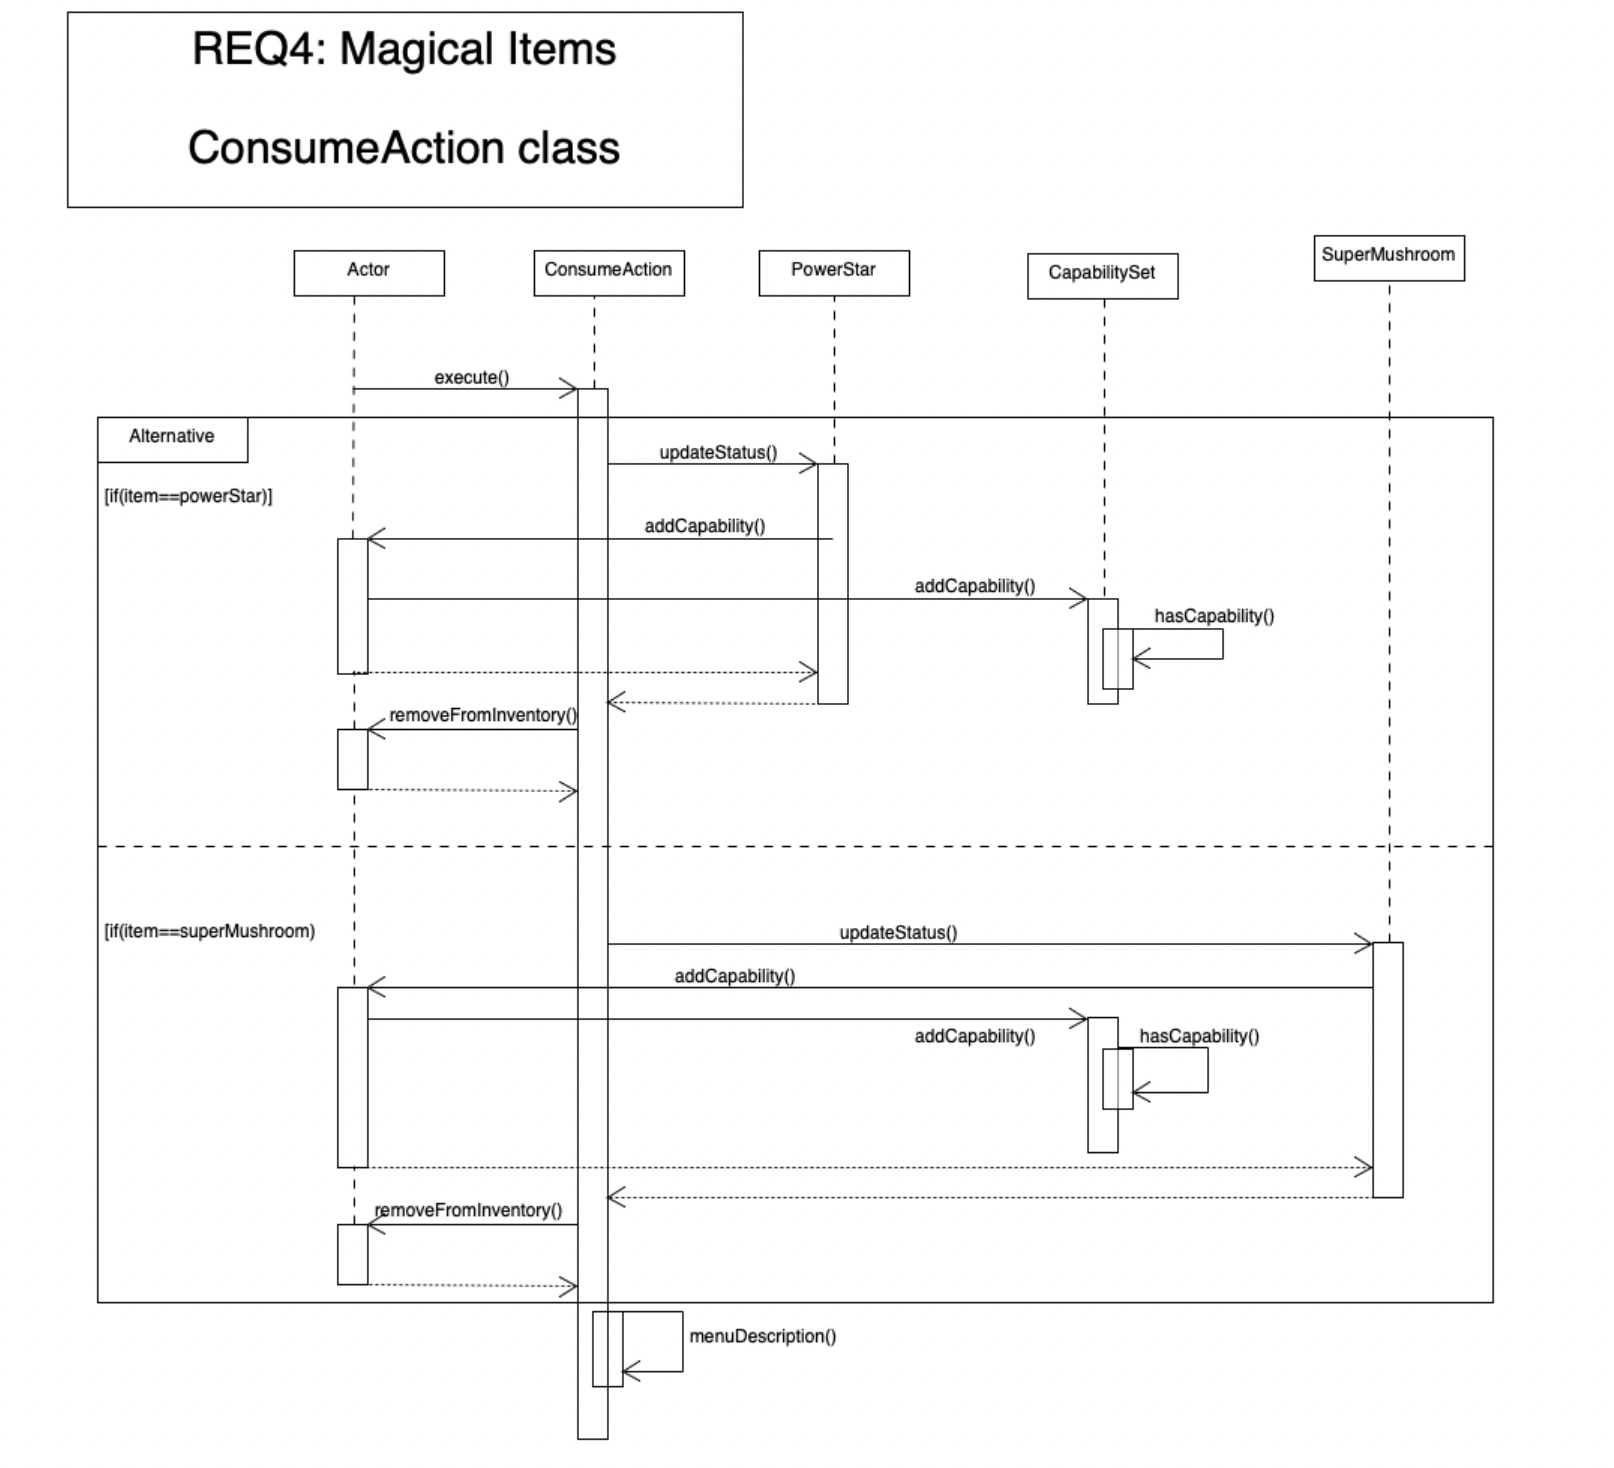 REQ4: Magical Items
ConsumeAction class
Actor
ConsumeAction
PowerStar
CapabilitySet
SuperMushroom
execute()
Alternative
updateStatus()
[if(item==powerStar)]
addCapability()
addCapability()
hasCapability()
removeFromInventory()
[if(item==superMushroom)
updateStatus()
addCapability()
addCapability()
hasCapability()
removeFromInventory()
menuDescription()